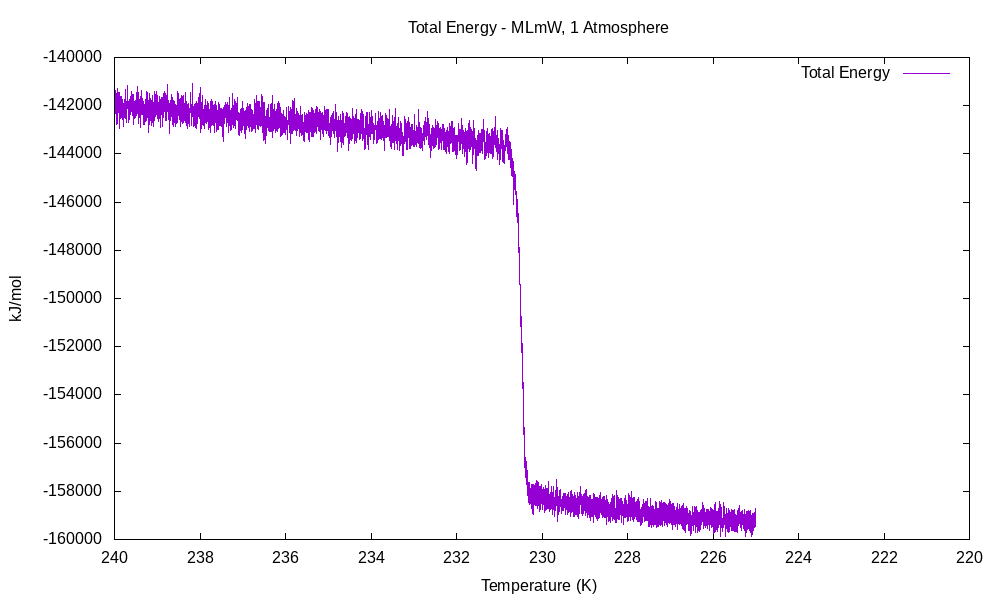 Total Energy - MLmW, 1 Atmosphere
Total Energy
-140000
-142000
-144000
-146000
-148000
-150000
-152000
-154000
-156000
-158000
-160000
kJ/mol
240 238 236 234 232 230 228 226 224 222 220
Temperature (K)